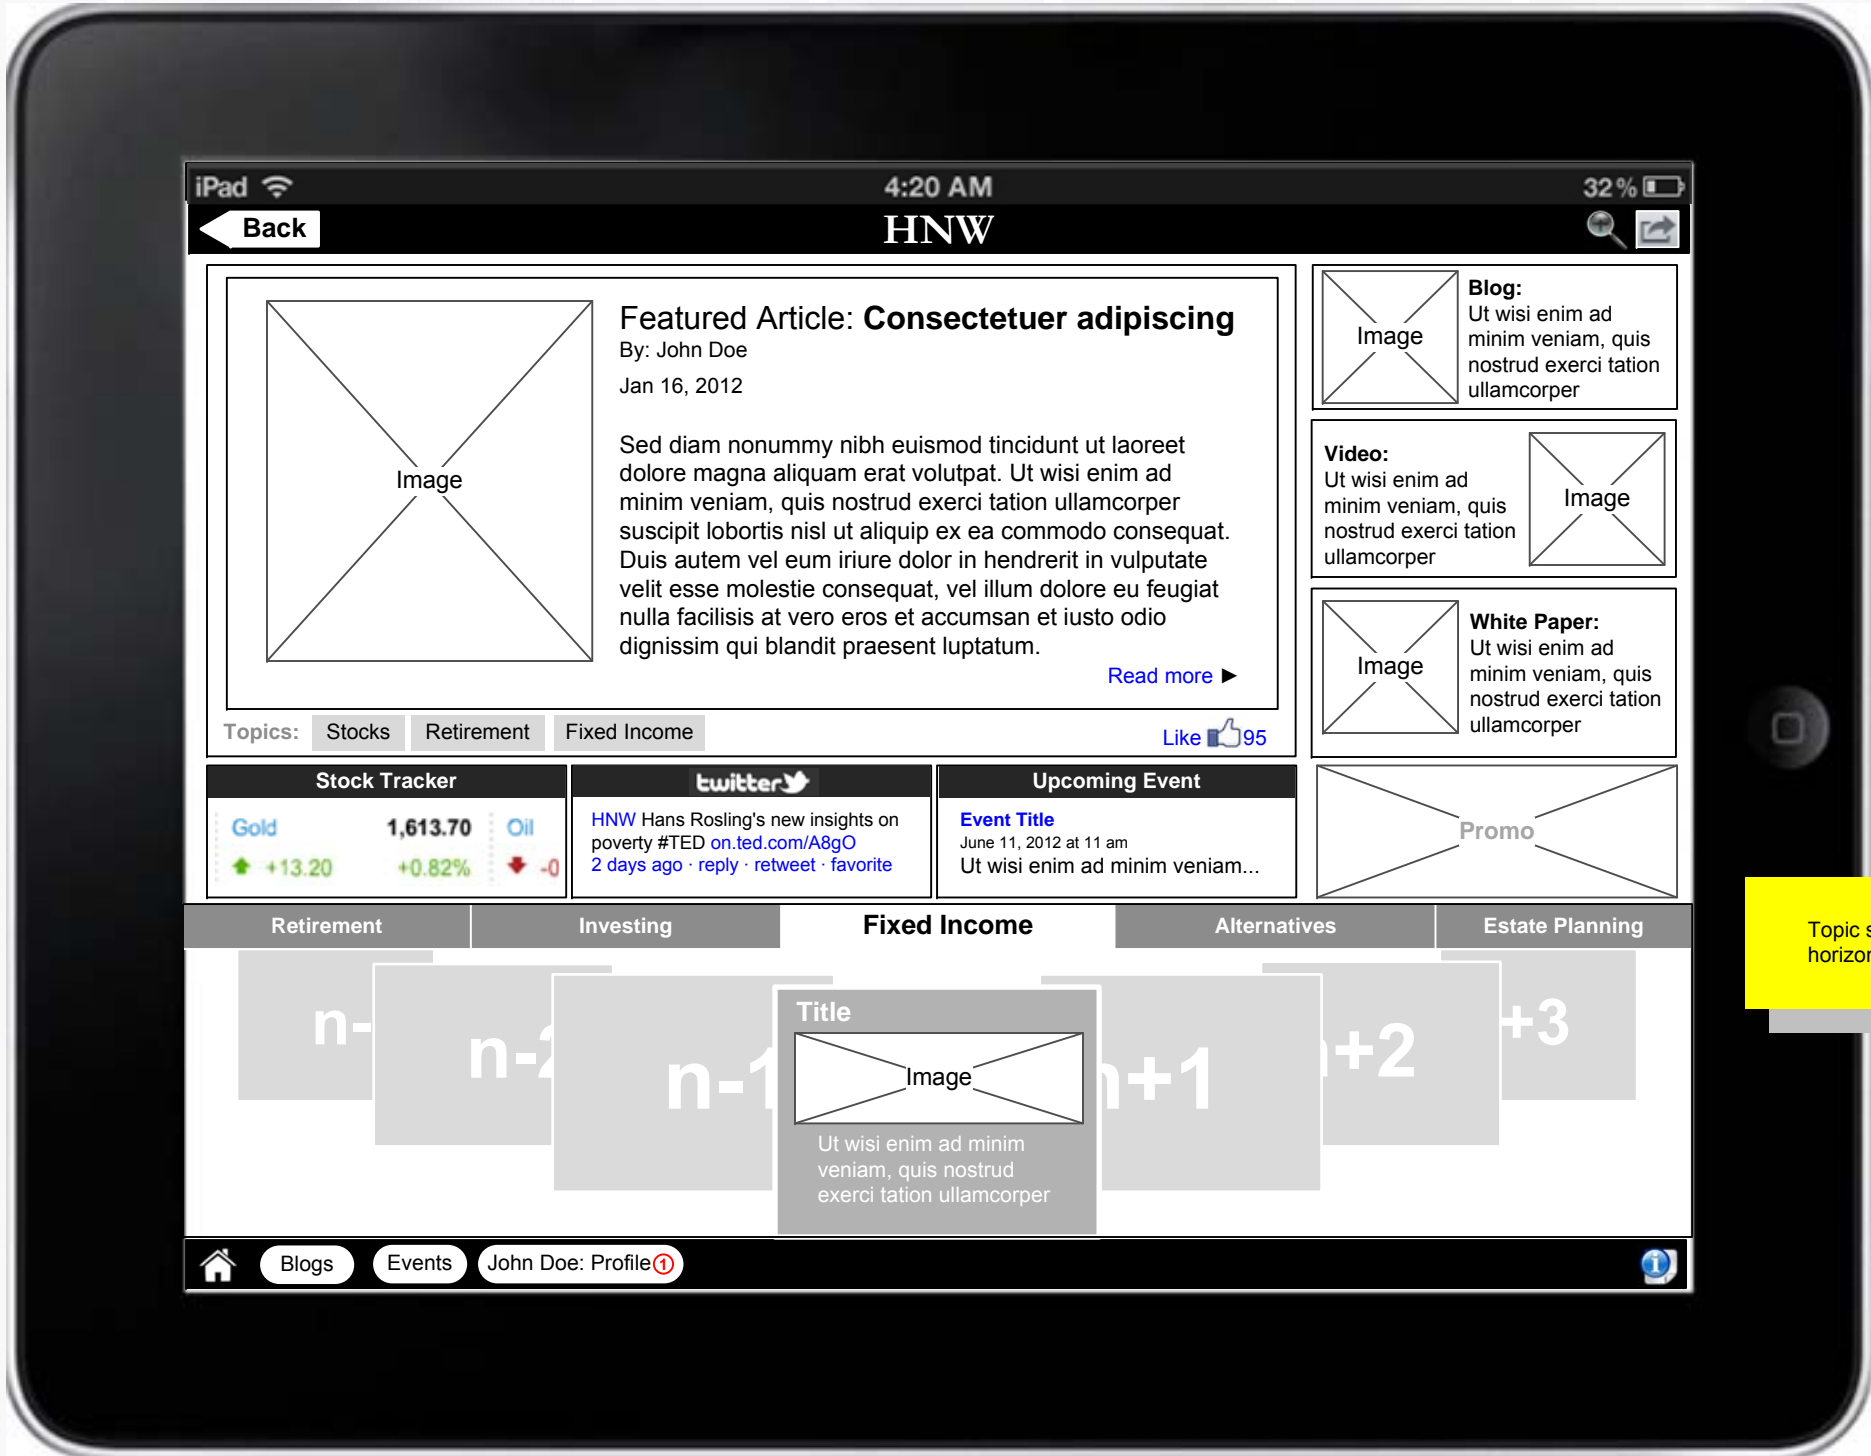 iPad
4:20 AM
32%
Back
HNW
Featured Article: Consectetuer adipiscing
By: John Doe
Jan 16, 2012
Image
Sed diam nonummy nibh euismod tincidunt ut laoreet
dolore magna aliquam erat volutpat. Ut wisi enim ad
minim veniam, quis nostrud exerci tation ullamcorper
suscipit lobortis nisl ut aliquip ex ea commodo consequat.
Duis autem vel eum iriure dolor in hendrerit in vulputate
velit esse molestie consequat, vel illum dolore eu feugiat
nulla facilisis at vero eros et accumsan et iusto odio
dignissim qui blandit praesent luptatum.
Read more ►
Topics: Stocks Retirement Fixed Income
Like 95
Image
Blog:
Ut wisi enim ad
minim veniam, quis
nostrud exerci tation
ullamcorper
Video:
Ut wisi enim ad
minim veniam, quis
nostrud exerci tation
ullamcorper
Image
Image
White Paper:
Ut wisi enim ad
minim veniam, quis
nostrud exerci tation
ullamcorper
Stock Tracker
Gold 1,613.70 Oil
+13.20 +0.82% -0
twitter
HNW Hans Rosling's new insights on
poverty #TED on.ted.com/A8gO
2 days ago · reply · retweet · favorite
Upcoming Event
Event Title
June 11, 2012 at 11 am
Ut wisi enim ad minim veniam...
Promo
Retirement
Investing
Fixed Income
Alternatives
Estate Planning
Topic
n-
n-2
n-1
Title
Image
Ut wisi enim ad minim
veniam, quis nostrud
exerci tation ullamcorper
+1
+2
+3
Blogs
Events
John Doe: Profile 1